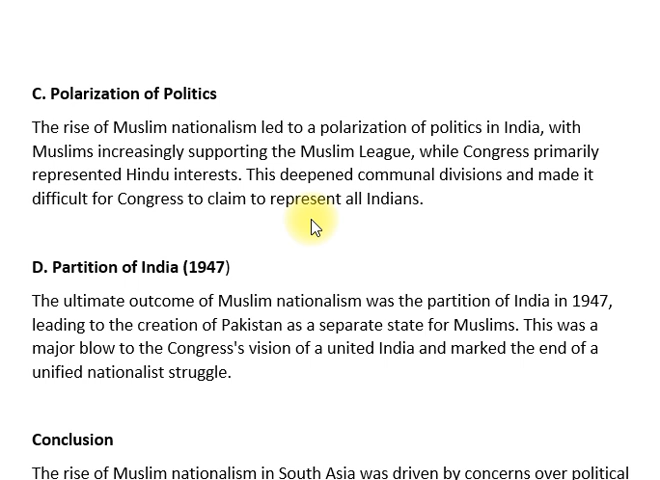 C. Polarization of Politics
The rise of Muslim nationalism led to a polarization of politics in India, with
Muslims increasingly supporting the Muslim League, while Congress primarily
represented Hindu interests. This deepened communal divisions and made it
difficult for Congress to claim to represent all Indians.
D. Partition of India (1947)
The ultimate outcome of Muslim nationalism was the partition of India in 1947,
leading to the creation of Pakistan as a separate state for Muslims. This was a
major blow to the Congress's vision of a united India and marked the end of a
unified nationalist struggle.
Conclusion
The rise of Muslim nationalism in South Asia was driven by concerns over political